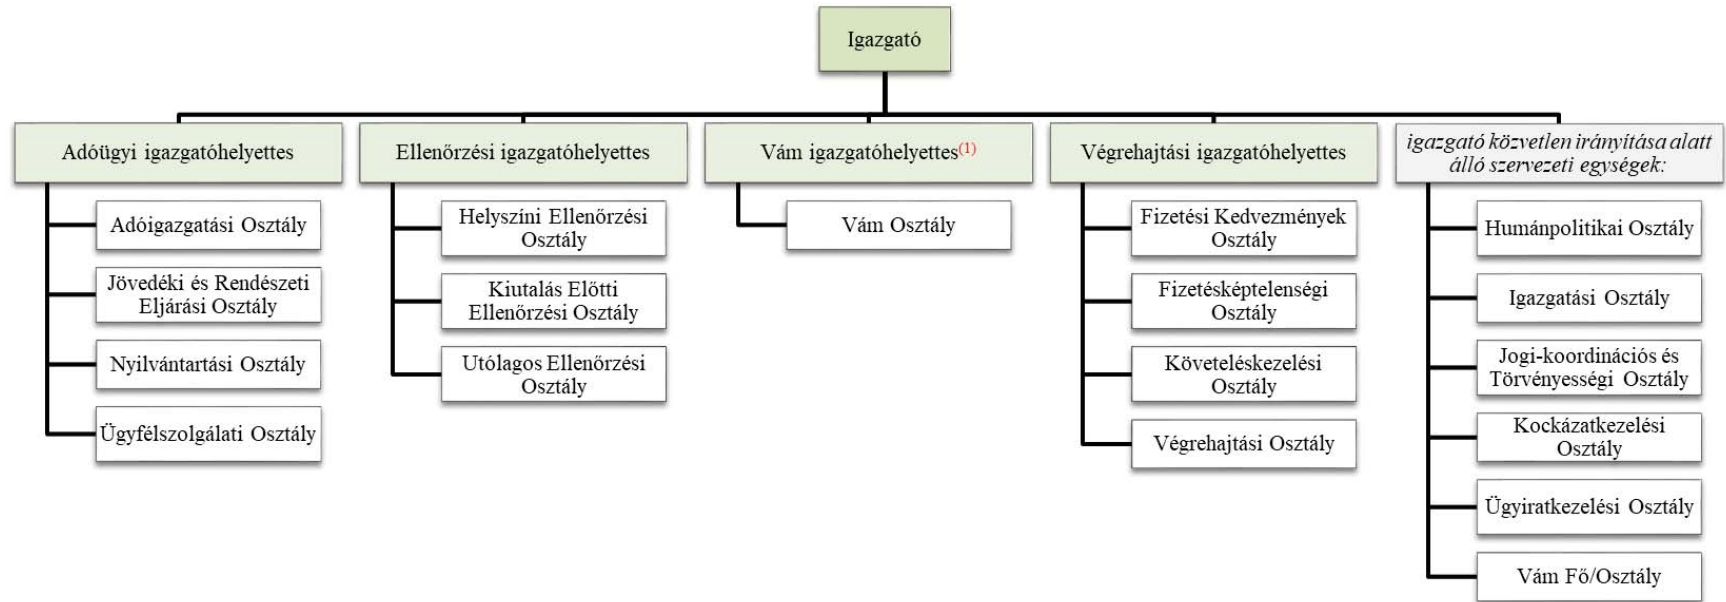 Igazgató
Adóügyi igazgatóhelyettes
Adóigazgatási Osztály
Jövedéki és Rendészeti
Eljárási Osztály
Nyilvántartási Osztály
Ügyfélszolgálati Osztály
Ellenőrzési igazgatóhelyettes
Helyszíni Ellenőrzési
Osztály
Kiutalás Előtti
Ellenőrzési Osztály
Utólagos Ellenőrzési
Osztály
Vám igazgatóhelyettes(1)
Vám Osztály
Végrehajtási igazgatóhelyettes
Fizetési Kedvezmények
Osztály
Fizetésképtelenségi
Osztály
Követeléskezelési
Osztály
Végrehajtási Osztály
igazgató közvetlen irányítása alatt
álló szervezeti egységek:
Humánpolitikai Osztály
Igazgatási Osztály
Jogi-koordinációs és
Törvényességi Osztály
Kockázatkezelési
Osztály
Ügyiratkezelési Osztály
Vám Fő/Osztály